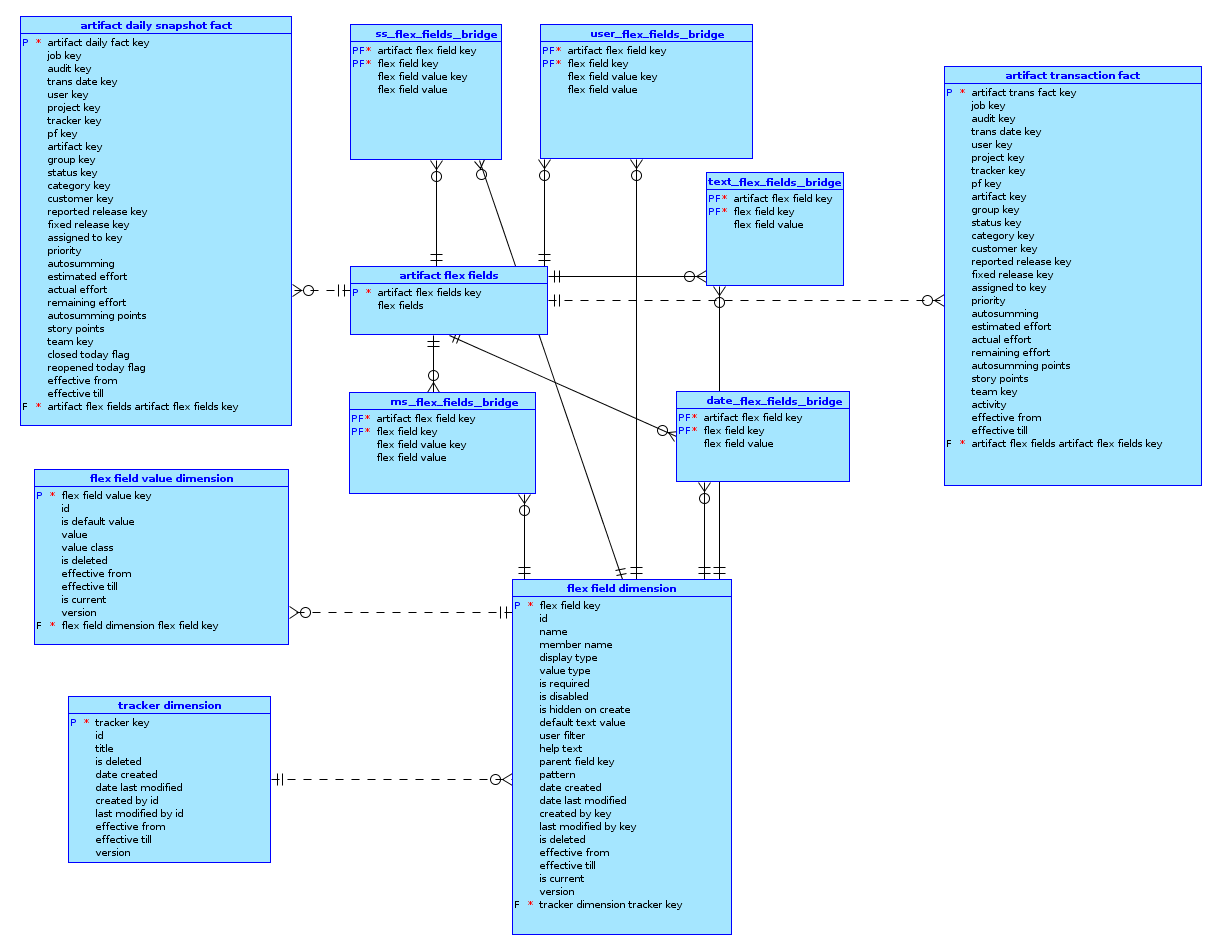 artifact daily snapshot fact
P * artifact daily fact key
job key
audit key
trans date key
user key
project key
tracker key
pf key
artifact key
group key
status key
category key
customer key
reported release key
fixed release key
assigned to key
priority
autosumming
estimated effort
actual effort
remaining effort
autosumming points
story points
team key
closed today flag
reopened today flag
effective from
effective till
F * artifact flex fields artifact flex fields key
ss_flex_fields_bridge
PF* artifact flex field key
PF* flex field key
flex field value key
flex field value
user_flex_fields_bridge
PF* artifact flex field key
PF* flex field key
flex field value key
flex field value
text_flex_fields_bridge
PF* artifact flex field key
PF* flex field key
flex field value
artifact transaction fact
P * artifact trans fact key
job key
audit key
trans date key
user key
project key
tracker key
pf key
artifact key
group key
status key
category key
customer key
reported release key
fixed release key
assigned to key
priority
autosumming
estimated effort
actual effort
remaining effort
autosumming points
story points
team key
activity
effective from
effective till
F * artifact flex fields artifact flex fields key
artifact flex fields
P * artifact flex fields key
flex fields
ms_flex_fields_bridge
PF* artifact flex field key
PF* flex field key
flex field value key
flex field value
date_flex_fields_bridge
PF* artifact flex field key
PF* flex field key
flex field value
flex field value dimension
P * flex field value key
id
is default value
value
value class
is deleted
effective from
effective till
is current
version
F * flex field dimension flex field key
flex field dimension
P * flex field key
id
name
member name
display type
value type
is required
is disabled
is hidden on create
default text value
user filter
help text
parent field key
pattern
date created
date last modified
created by key
last modified by key
is deleted
effective from
effective till
is current
version
F * tracker dimension tracker key
tracker dimension
P * tracker key
id
title
is deleted
date created
date last modified
created by id
last modified by id
effective from
effective till
version